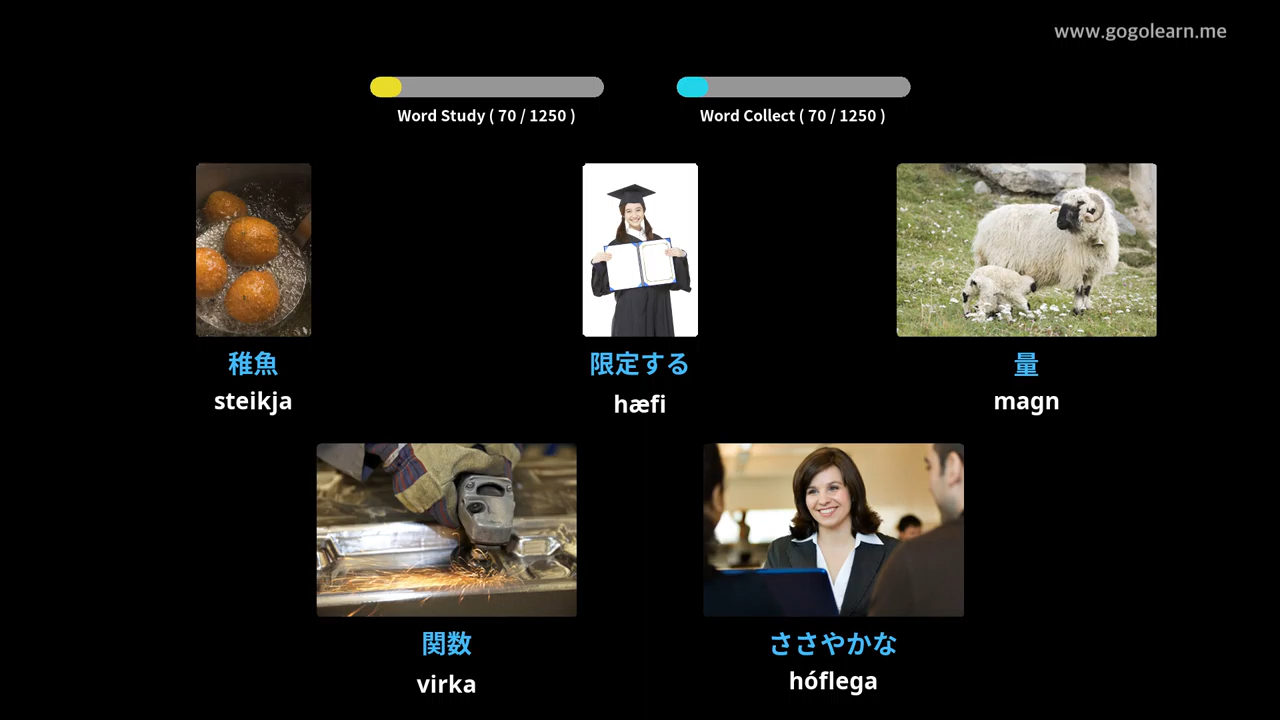 www.gogolearn.me
Word Study ( 70 / 1250 )
Word Collect ( 70 / 1250 )
稚魚
steikja
限定する
hæfi
量
magn
関数
virka
ささやかな
hóflega